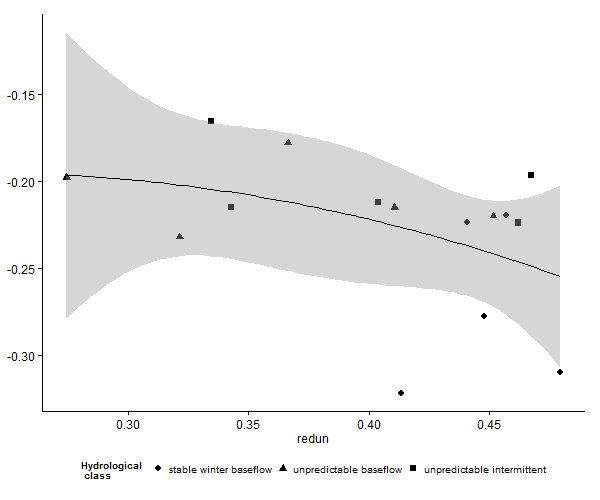 -0.15
-0.20
-0.25
-0.30
0.30 0.35 0.40 0.45
redun
Hydrological
class
stable winter baseflow unpredictable baseflow unpredictable intermittent